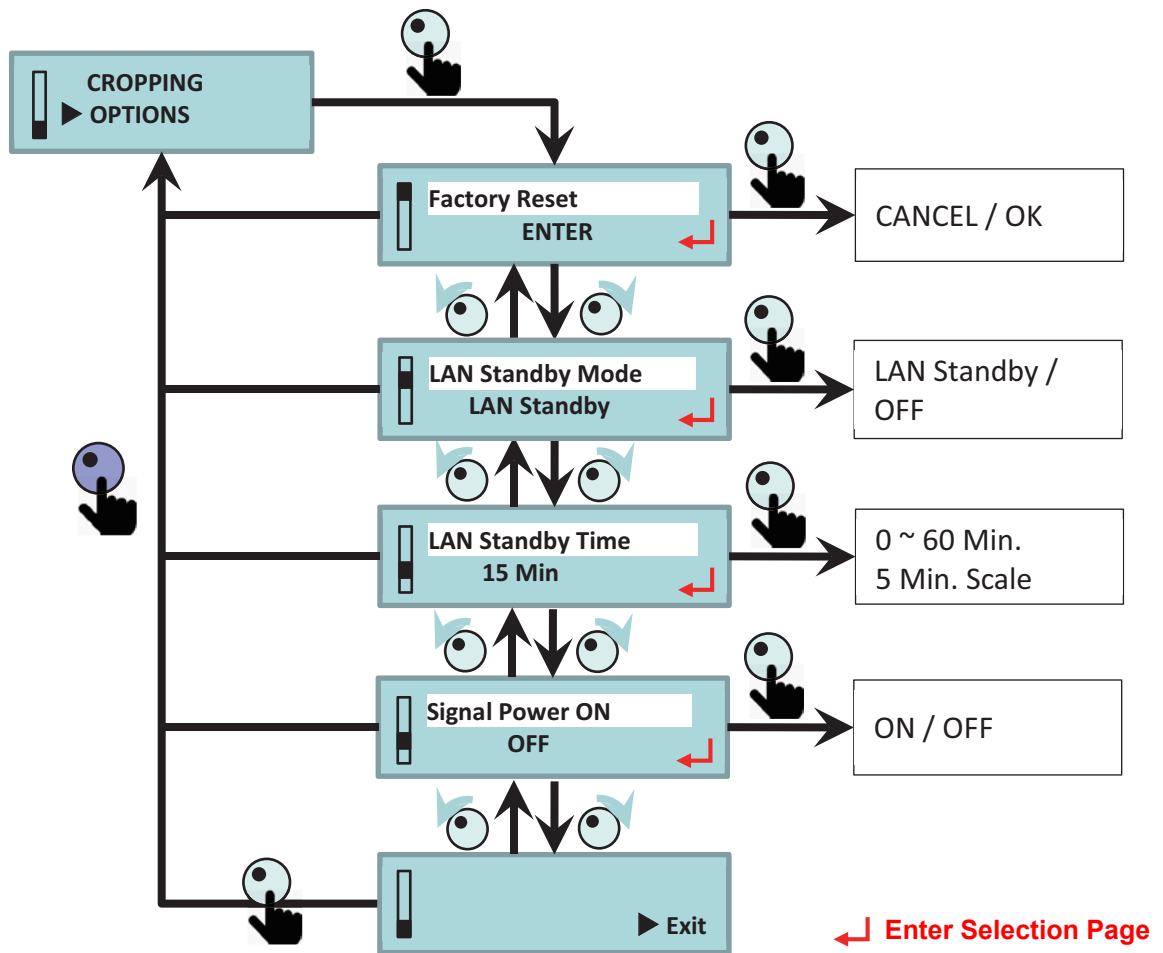 CROPPING
▶ OPTIONS
Factory Reset
ENTER
CANCEL / OK
LAN Standby Mode
LAN Standby
LAN Standby /
OFF
LAN Standby Time
15 Min
0 ~ 60 Min.
5 Min. Scale
Signal Power ON
OFF
ON / OFF
▶ Exit
Enter Selection Page